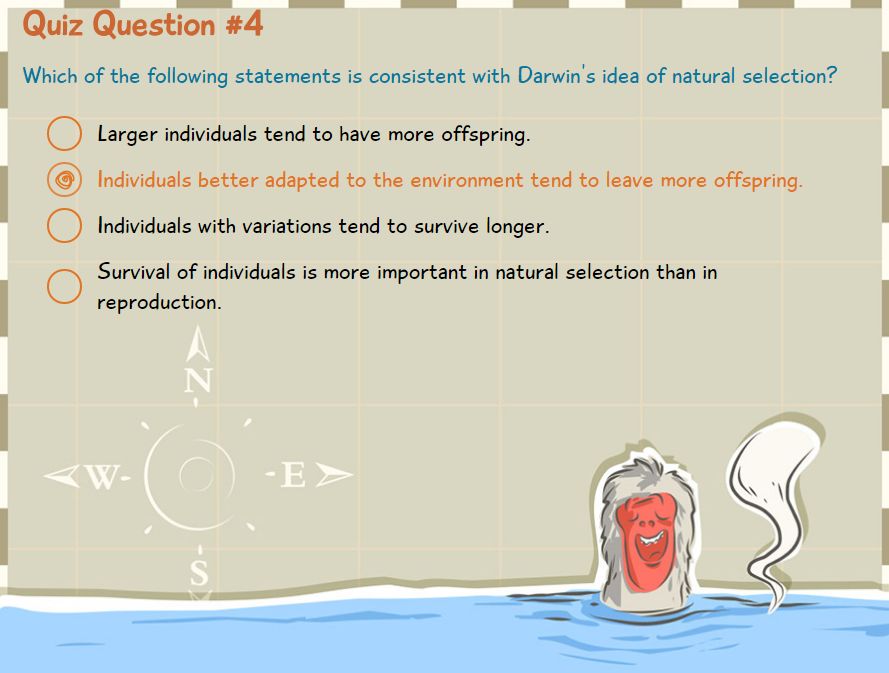 Quiz Question #4
Which of the following statements is consistent with Darwin's idea of natural selection?
Larger individuals tend to have more offspring.
Individuals better adapted to the environment tend to leave more offspring.
Individuals with variations tend to survive longer.
Survival of individuals is more important in natural selection than in
reproduction.
N
W
E
S